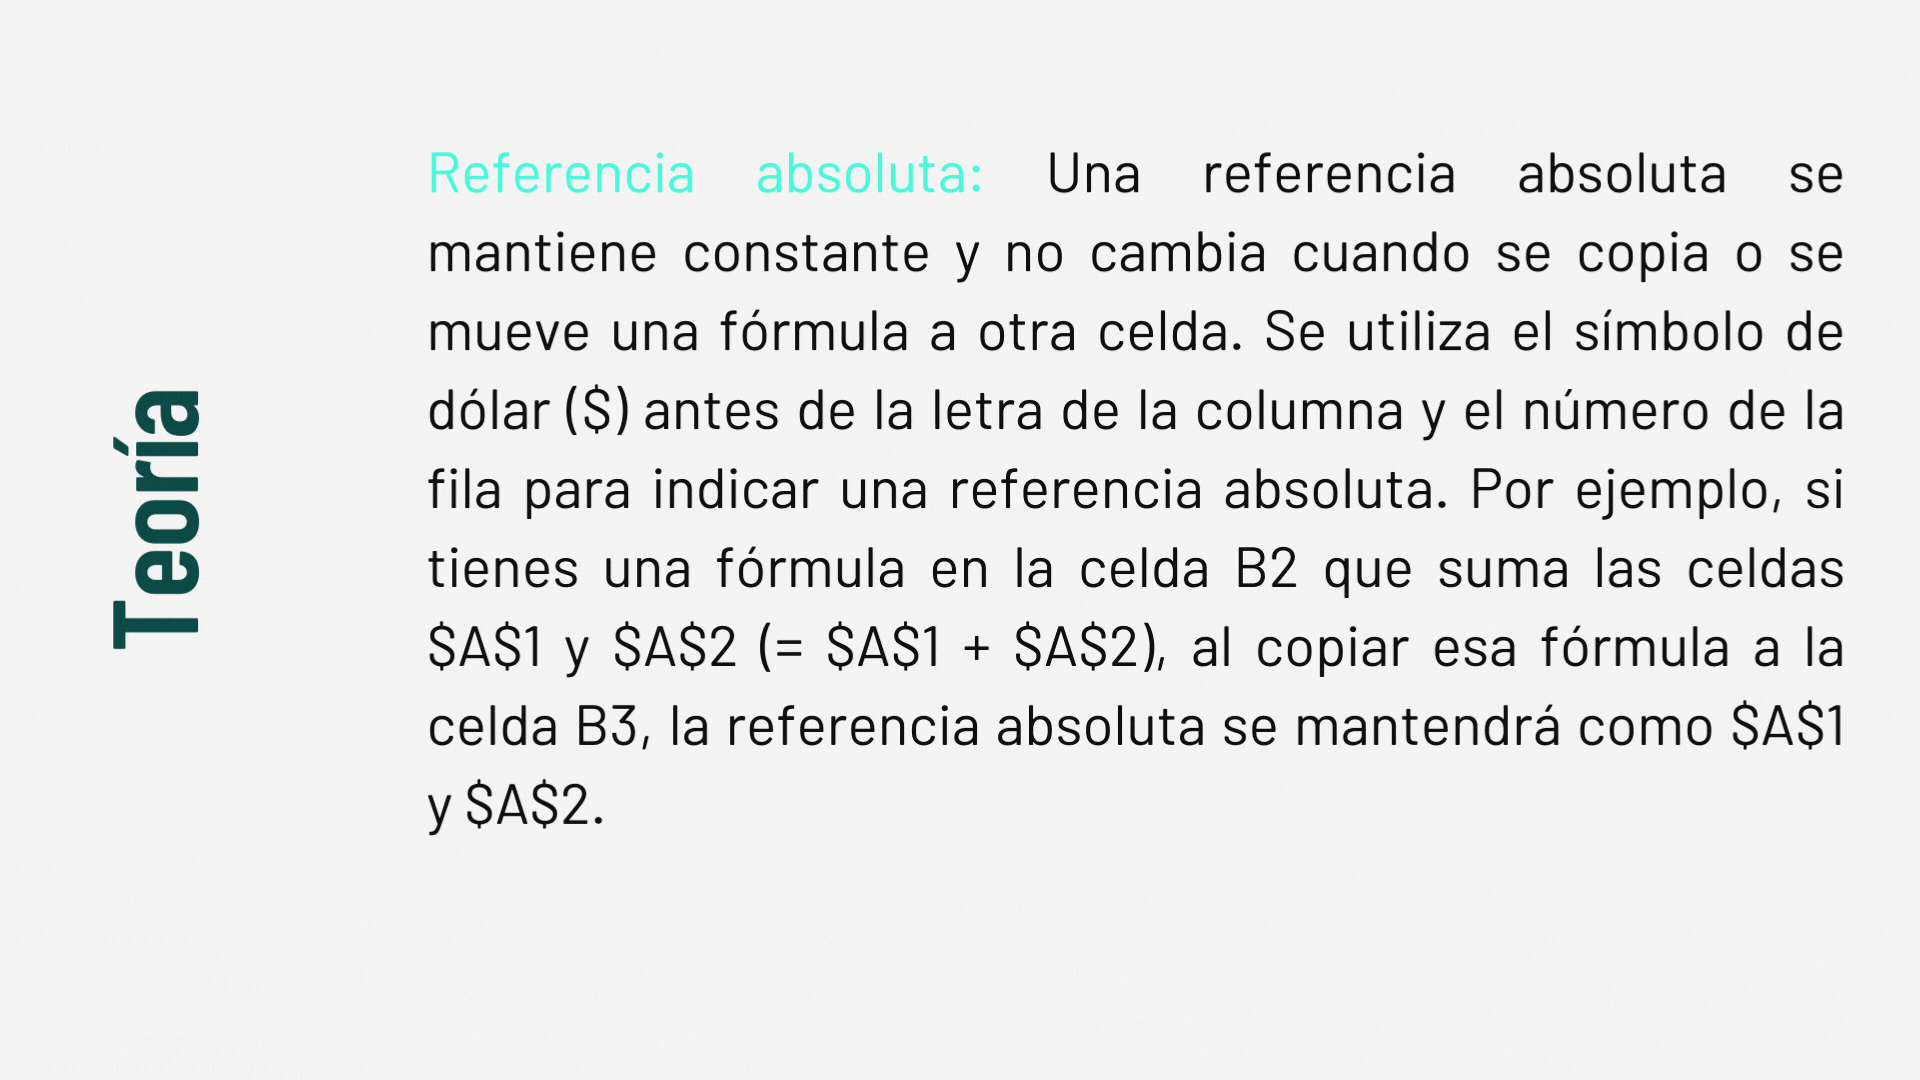 Teoría
Referencia absoluta: Una referencia absoluta se
mantiene constante y no cambia cuando se copia o se
mueve una fórmula a otra celda. Se utiliza el símbolo de
dólar ($) antes de la letra de la columna y el número de la
fila para indicar una referencia absoluta. Por ejemplo, si
tienes una fórmula en la celda B2 que suma las celdas
$A$1 y $A$2 (= $A$1 + $A$2), al copiar esa fórmula a la
celda B3, la referencia absoluta se mantendrá como $A$1
y $A$2.